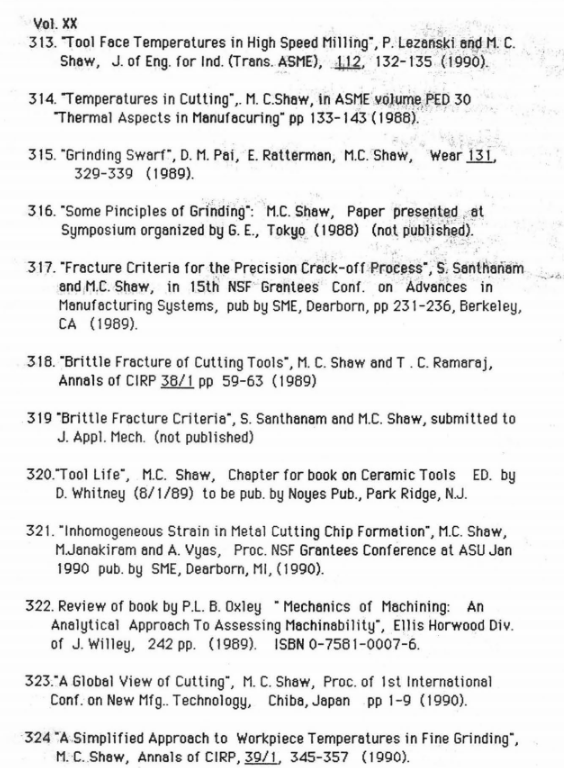 Vol. XX
313. "Tool Face Temperatures in High Speed Milling", P. Lezanski and M. C.
Shaw, J. of Eng. for Ind. (Trans. ASME), 112, 132-135 (1990).
314. "Temperatures in Cutting",. M. C.Shaw, in ASME volume PED 30
"Thermal Aspects in Manufacuring" pp 133-143 (1988).
315. "Grinding Swarf", D. M. Pai, E. Ratterman, M.C. Shaw, Wear 131,
329-339 (1989).
316. "Some Pinciples of Grinding": M.C. Shaw, Paper presented at
Symposium organized by G. E., Tokyo (1988) (not published).
317. "Fracture Criteria for the Precision Crack-off Process", S. Santhanam
and M.C. Shaw, in 15th NSF Grantees Conf. on Advances in
Manufacturing Systems, pub by SME, Dearborn, pp 231-236, Berkeley,
CA (1989).
318. "Brittle Fracture of Cutting Tools", M. C. Shaw and T . C. Ramaraj,
Annals of CIRP 38/1 pp 59-63 (1989)
319 "Brittle Fracture Criteria", S. Santhanam and M.C. Shaw, submitted to
J. Appl. Mech. (not published)
320."Tool Life", M.C. Shaw, Chapter for book on Ceramic Tools ED. by
D. Whitney (8/1/89) to be pub. by Noyes Pub., Park Ridge, N.J.
321. "Inhomogeneous Strain in Metal Cutting Chip Formation", M.C. Shaw,
M.Janakiram and A. Vyas, Proc. NSF Grantees Conference at ASU Jan
1990 pub. by SME, Dearborn, MI, (1990).
322. Review of book by P.L. B. Oxley " Mechanics of Machining: An
Analytical Approach To Assessing Machinability", Ellis Horwood Div.
of J. Willey, 242 pp. (1989). ISBN 0-7581-0007-6.
323."A Global View of Cutting", M. C. Shaw, Proc. of 1st International
Conf. on New Mfg.. Technology, Chiba, Japan pp 1-9 (1990).
324 "A Simplified Approach to Workpiece Temperatures in Fine Grinding",
M. C. Shaw, Annals of CIRP, 39/1, 345-357 (1990).